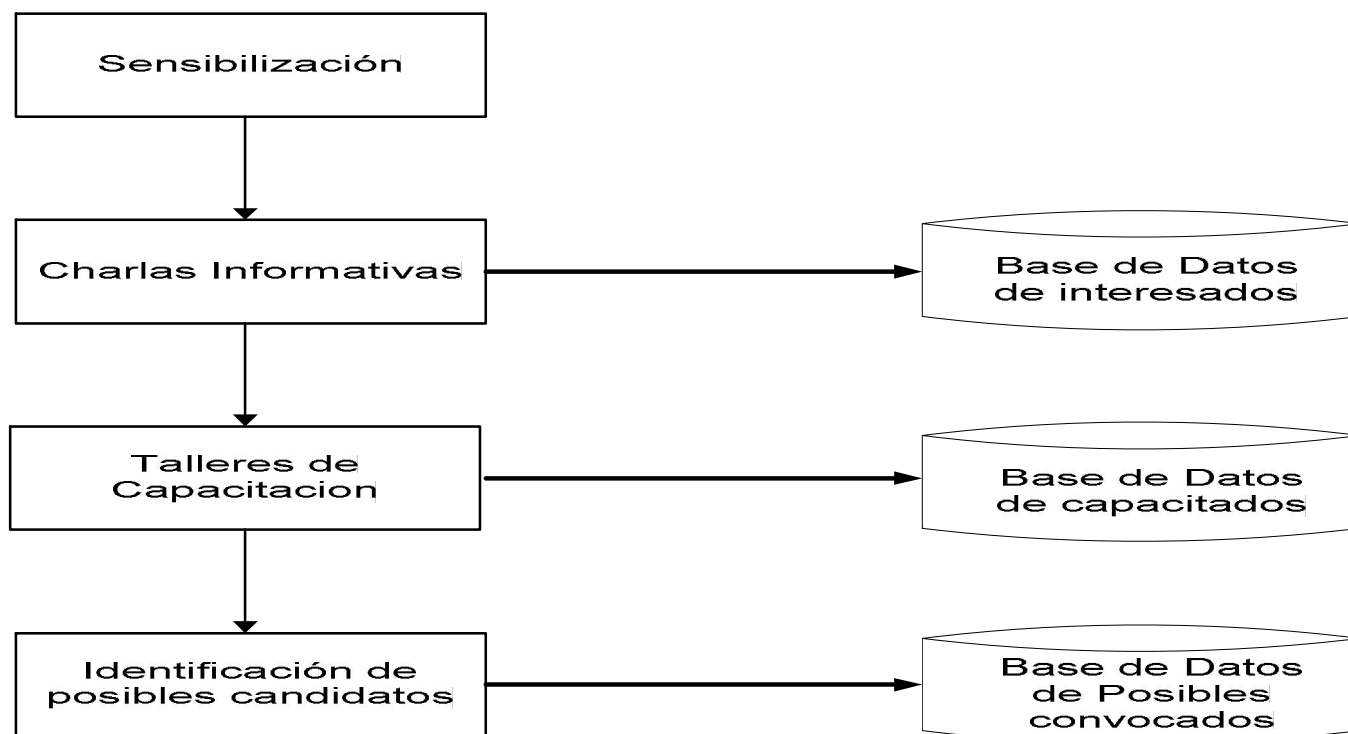 Sensibilización
Charlas Informativas
Base de Datos
de interesados
Talleres de
Capacitacion
Base de Datos
de capacitados
Identificación de
posibles candidatos
Base de Datos
de Posibles
convocados